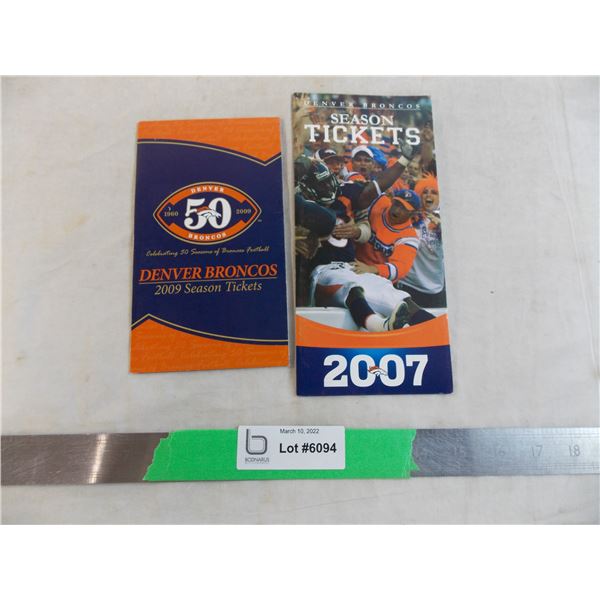 DENVER
1960 50 2009
BRONCOS
Celebrating 50 Seasons of Broncos Football
DENVER BRONCOS
2009 Season Tickets
DENVER BRONCOS
SEASON
TICKETS
2007
March 10, 2022
Lot #6094
BODNARUS
17 18